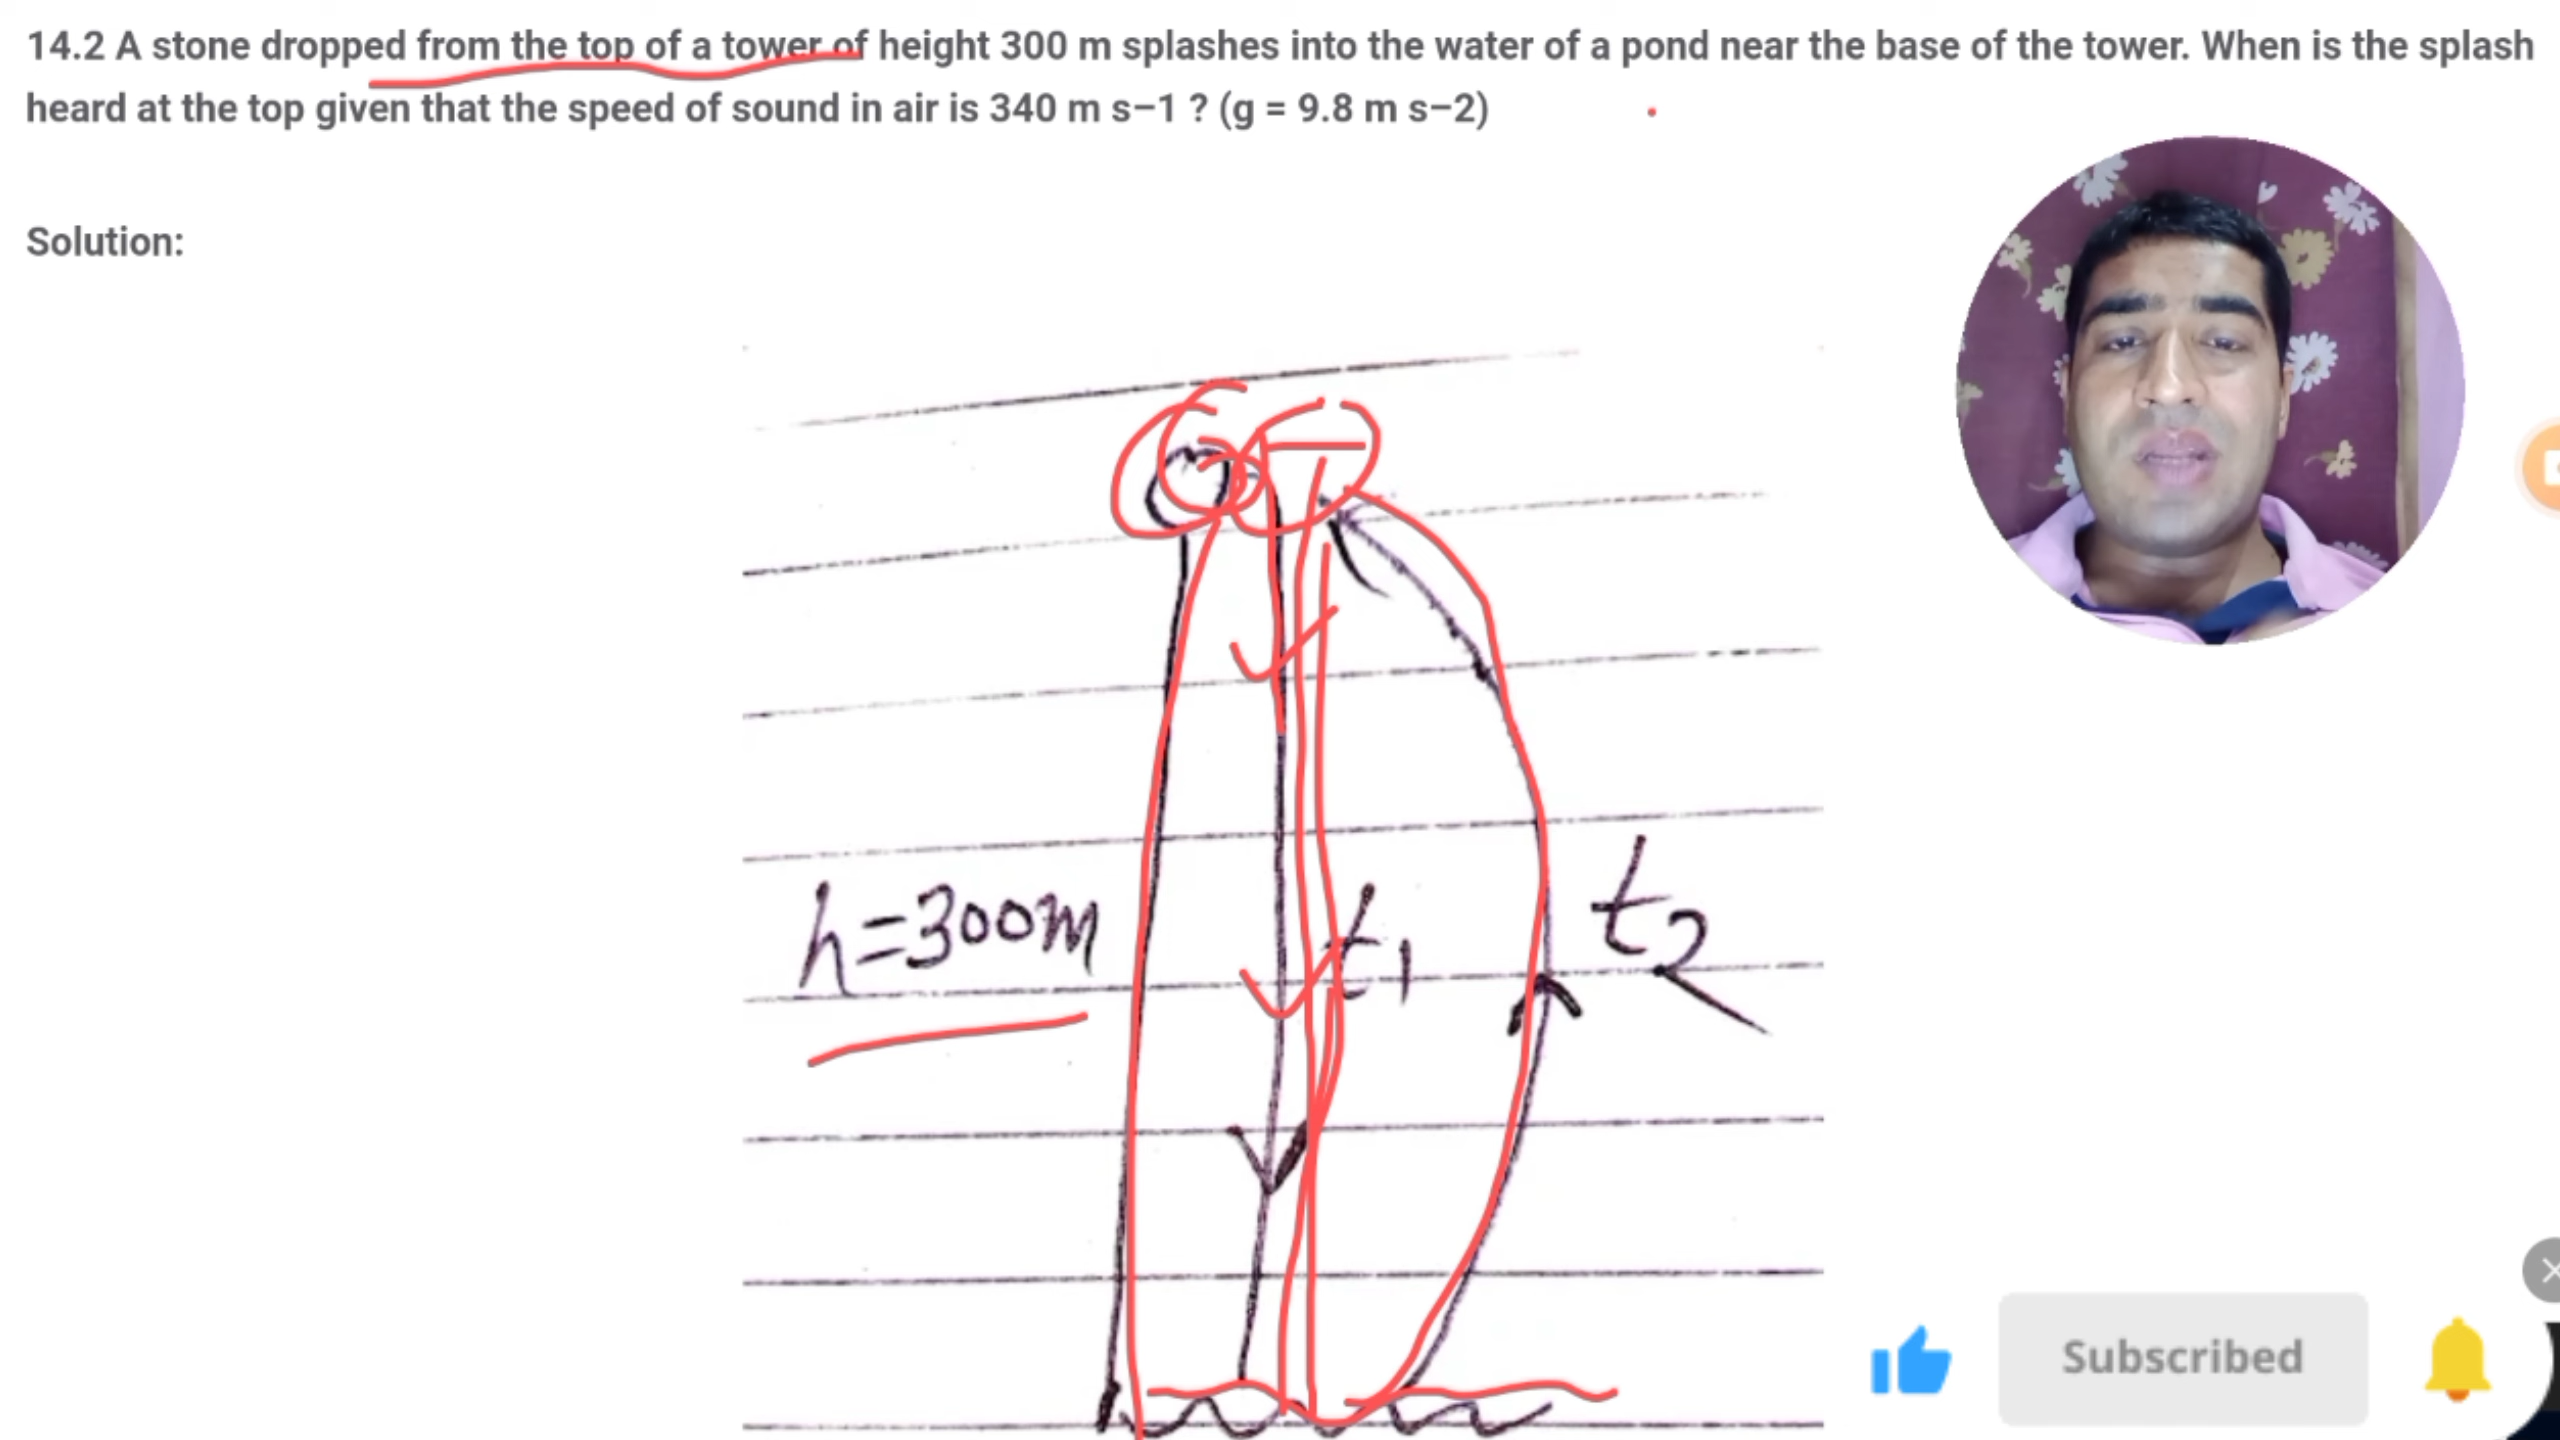 14.2 A stone dropped from the top of a tower of height 300 m splashes into the water of a pond near the base of the tower. When is the splash
heard at the top given that the speed of sound in air is 340 m s−1 ? (g = 9.8 m s−2)
Solution:
h=300m
t1
t2
Subscribed